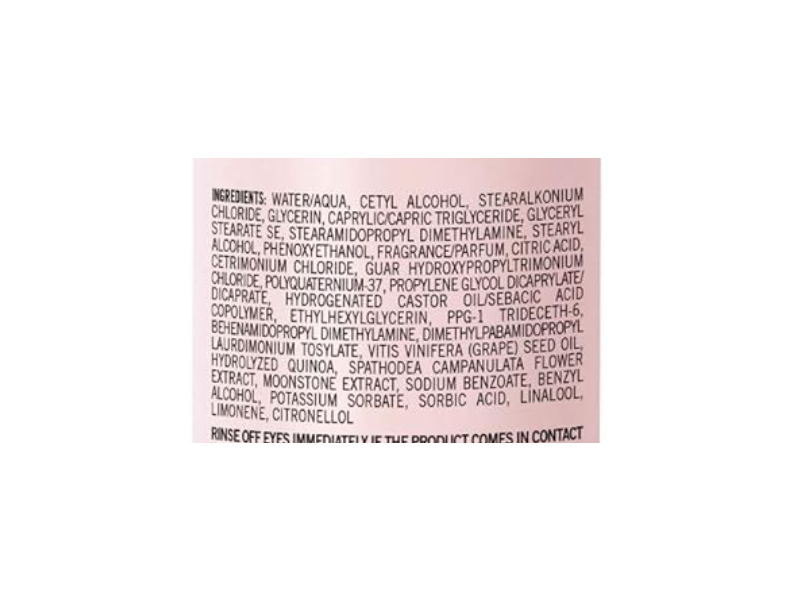 INGREDIENTS: WATER/AQUA, CETYL ALCOHOL, STEARALKONIUM
CHLORIDE, GLYCERIN, CAPRYLIC/CAPRIC TRIGLYCERIDE, GLYCERYL
STEARATE SE, STEARAMIDOPROPYL DIMETHYLAMINE, STEARYL
ALCOHOL, PHENOXYETHANOL, FRAGRANCE/PARFUM, CITRIC ACID,
CETRIMONIUM CHLORIDE, GUAR HYDROXYPROPYLTRIMONIUM
CHLORIDE, POLYQUATERNIUM-37, PROPYLENE GLYCOL DICAPRYLATE/
DICAPRATE, HYDROGENATED CASTOR OIL/SEBACIC ACID
COPOLYMER, ETHYLHEXYLGLYCERIN, PPG-1 TRIDECETH-6,
BEHENAMIDOPROPYL DIMETHYLAMINE, DIMETHYLPABAMIDOPROPYL
LAURDIMONIUM TOSYLATE, VITIS VINIFERA (GRAPE) SEED OIL,
HYDROLYZED QUINOA, SPATHODEA CAMPANULATA FLOWER
EXTRACT, MOONSTONE EXTRACT, SODIUM BENZOATE, BENZYL
ALCOHOL, POTASSIUM SORBATE, SORBIC ACID, LINALOOL,
LIMONENE, CITRONELLOL
RINSE OFF EYES IMMEDIATELY IF THE PRODUCT COMES IN CONTACT